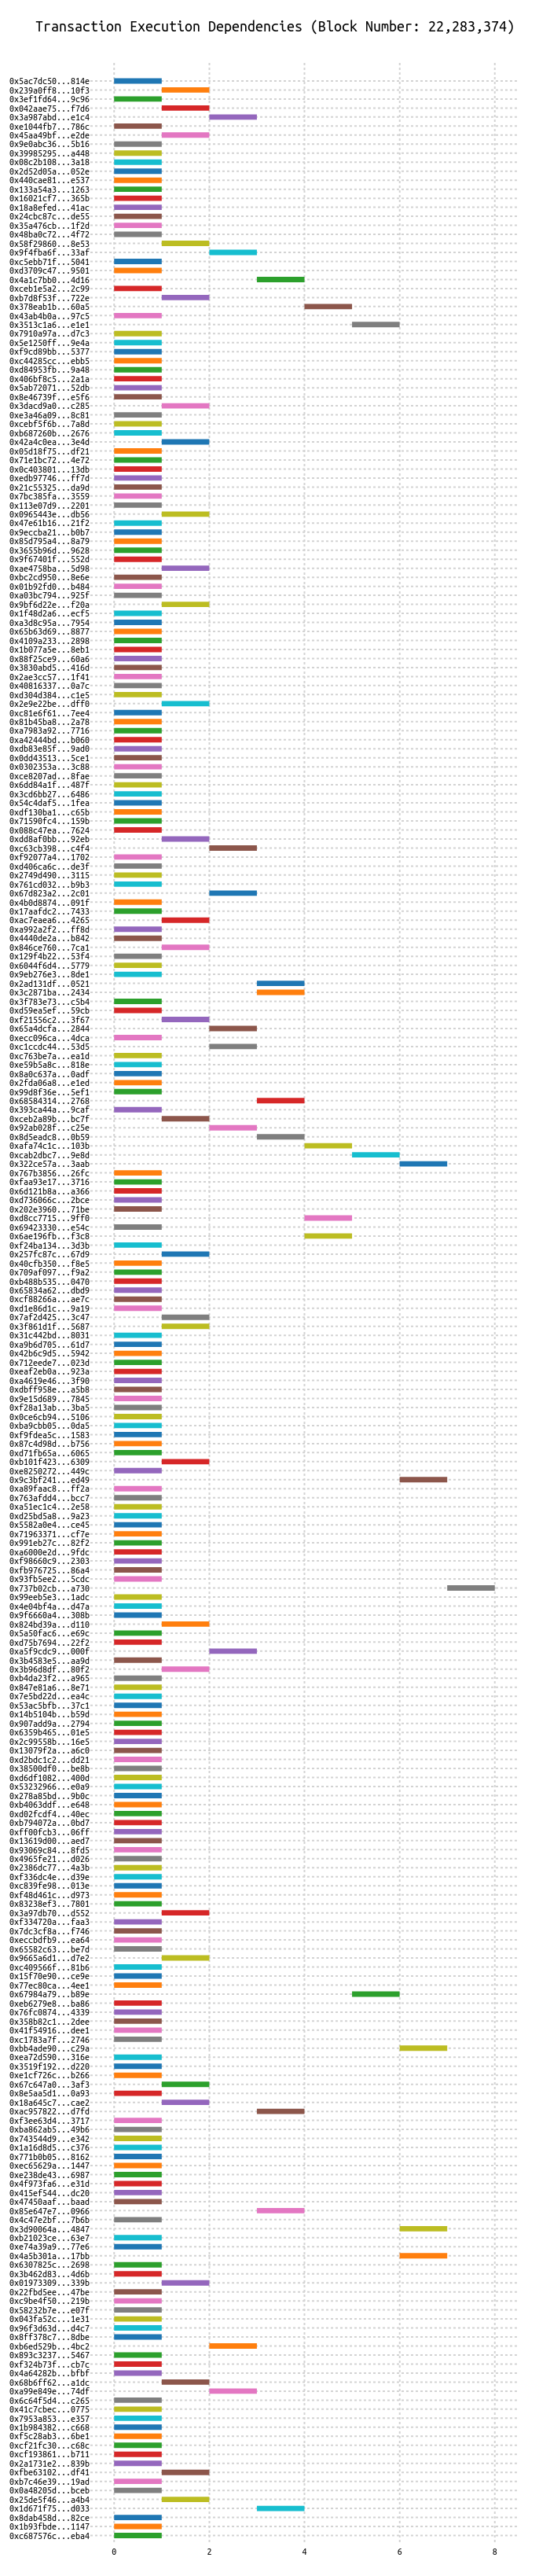 Transaction Execution Dependencies (Block Number: 22,283,374)
0x5ac7dc50...814e
0x239a0ff8...10f3
0x3ef1fd64...9c96
0x042aae75...f7d6
0x3a987abd...e1c4
0xe1044fb7...786c
0x45aa49bf...e2de
0x9e0abc36...5b16
0x39985295...a448
0x08c2b108...3a18
0x2d52d05a...052e
0x440cae81...e537
0x133a54a3...1263
0x16021cf7...365b
0x18a8efed...41ac
0x24cbc87c...de55
0x35a476cb...1f2d
0x48ba0c72...4f72
0x58f29860...8e53
0x9f4fba6f...33af
0xc5ebb71f...5041
0xd3709c47...9501
0x4a1c7bb0...4d16
0xceb1e5a2...2c99
0xb7d8f53f...722e
0x378eab1b...60a5
0x43ab4b0a...97c5
0x3513c1a6...e1e1
0x7910a97a...d7c3
0x5e1250ff...9e4a
0xf9cd89bb...5377
0xc44285cc...ebb5
0xd84953fb...9a48
0x406bf8c5...2a1a
0x5ab72071...52db
0x8e46739f...e5f6
0x3dacd9a0...c285
0xe3a46a09...8c81
0xcebf5f6b...7a8d
0xb687260b...2676
0x42a4c0ea...3e4d
0x05d18f75...df21
0x71e1bc72...4e72
0x0c403801...13db
0xedb97746...ff7d
0x21c55325...da9d
0x7bc385fa...3559
0x113e07d9...2201
0x0965443e...db56
0x47e61b16...21f2
0x9eccba21...b0b7
0x85d795a4...8a79
0x3655b96d...9628
0x9f67401f...552d
0xae4758ba...5d98
0xbc2cd950...8e6e
0x01b92fd0...b484
0xa03bc794...925f
0x9bf6d22e...f20a
0x1f48d2a6...ecf5
0xa3d8c95a...7954
0x65b63d69...8877
0x4109a233...2898
0x1b077a5e...8eb1
0x88f25ce9...60a6
0x3830abd5...416d
0x2ae3cc57...1f41
0x40816337...0a7c
0xd304d384...c1e5
0x2e9e22be...dff0
0xc81e6f61...7ee4
0x81b45ba8...2a78
0xa7983a92...7716
0xa42444bd...b060
0xdb83e85f...9ad0
0x0dd43513...5ce1
0x0302353a...3c88
0xce8207ad...8fae
0x6dd84a1f...487f
0x3cd6bb27...6486
0x54c4daf5...1fea
0xdf130ba1...c65b
0x71590fc4...159b
0x088c47ea...7624
0xdd8af0bb...92eb
0xc63cb398...c4f4
0xf92077a4...1702
0xd406ca6c...de3f
0x2749d490...3115
0x761cd032...b9b3
0x67d823a2...2c01
0x4b0d8874...091f
0x17aafdc2...7433
0xac7eaea6...4265
0xa992a2f2...ff8d
0x4440de2a...b842
0x846ce760...7ca1
0x129f4b22...53f4
0x6044f6d4...5779
0x9eb276e3...8de1
0x2ad131df...0521
0x3c2871ba...2434
0x3f783e73...c5b4
0xd59ea5ef...59cb
0xf21556c2...3f67
0x65a4dcfa...2844
0xecc096ca...4dca
0xc1ccdc44...53d5
0xc763be7a...ea1d
0xe59b5a8c...818e
0x8a0c637a...0adf
0x2fda06a8...e1ed
0x99d8f36e...5ef1
0x68584314...2768
0x393ca44a...9caf
0xceb2a89b...bc7f
0x92ab028f...c25e
0x8d5eadc8...0b59
0xafa74c1c...103b
0xcab2dbc7...9e8d
0x322ce57a...3aab
0x767b3856...26fc
0xfaa93e17...3716
0x6d121b8a...a366
0xd736066c...2bce
0x202e3960...71be
0xd8cc7715...9ff0
0x69423330...e54c
0x6ae196fb...f3c8
0xf24ba134...3d3b
0x257fc87c...67d9
0x40cfb350...f8e5
0x709af097...f9a2
0xb488b535...0470
0x65834a62...dbd9
0xcf88266a...ae7c
0xd1e86d1c...9a19
0x7af2d425...3c47
0x3f861d1f...5687
0x31c442bd...8031
0xa9b6d705...61d7
0x42b6c9d5...5942
0x712eede7...023d
0xeaf2eb0a...923a
0xa4619e46...3f90
0xdbff958e...a5b8
0x9e15d689...7845
0xf28a13ab...3ba5
0x0ce6cb94...5106
0xba9cbb05...0da5
0xf9fdea5c...1583
0x87c4d98d...b756
0xd71fb65a...6065
0xb101f423...6309
0xe8250272...449c
0x9c3bf241...ed49
0xa89faac8...ff2a
0x763afdd4...bcc7
0xa51ec1c4...2e58
0xd25bd5a8...9a23
0x5582a0e4...ce45
0x71963371...cf7e
0x991eb27c...82f2
0xa6000e2d...9fdc
0xf98660c9...2303
0xfb976725...86a4
0x93fb5ee2...5cdc
0x737b02cb...a730
0x99eeb5e3...1adc
0x4e04bf4a...d47a
0x9f6660a4...308b
0x824bd39a...d110
0x5a50fac6...e69c
0xd75b7694...22f2
0xa5f9cdc9...000f
0x3b4583e5...aa9d
0x3b96d8df...80f2
0xb4da23f2...a965
0x847e81a6...8e71
0x7e5bd22d...ea4c
0x53ac5bfb...37c1
0x14b5104b...b59d
0x907add9a...2794
0x6359b465...01e5
0x2c99558b...16e5
0x13079f2a...a6c0
0xd2bdc1c2...dd21
0x38500df0...be8b
0xd6df1082...400d
0x53232966...e0a9
0x278a85bd...9b0c
0xb4063ddf...e648
0xd02fcdf4...40ec
0xb794072a...0bd7
0xff00fcb3...06ff
0x13619d00...aed7
0x93069c84...8fd5
0x4965fe21...d026
0x2386dc77...4a3b
0xf336dc4e...d39e
0xc839fe98...013e
0xf48d461c...d973
0x83238ef3...7801
0x3a97db70...d552
0xf334720a...faa3
0x7dc3cf8a...f746
0xeccbdfb9...ea64
0x65582c63...be7d
0x9665a6d1...d7e2
0xc409566f...81b6
0x15f70e90...ce9e
0x77ec80ca...4ee1
0x67984a79...b89e
0xeb6279e8...ba86
0x76fc0874...4339
0x358b82c1...2dee
0x41f54916...dee1
0xc1783a7f...2746
0xbb4ade90...c29a
0xea72d590...316e
0x3519f192...d220
0xe1cf726c...b266
0x67c647a0...3af3
0x8e5aa5d1...0a93
0x18a645c7...cae2
0xac957822...d7fd
0xf3ee63d4...3717
0xba862ab5...49b6
0x743544d9...e342
0x1a16d8d5...c376
0x771b0b05...8162
0xec65629a...1447
0xe238de43...6987
0x4f973fa6...e31d
0x415ef544...dc20
0x47450aaf...baad
0x85e647e7...0966
0x4c47e2bf...7b6b
0x3d90064a...4847
0xb21023ce...63e7
0xe74a39a9...77e6
0x4a5b301a...17bb
0x6307825c...2698
0x3b462d83...4d6b
0x01973309...339b
0x22fbd5ee...47be
0xc9be4f50...219b
0x58232b7e...e07f
0x043fa52c...1e31
0x96f3d63d...d4c7
0x8ff378c7...8dbe
0xb6ed529b...4bc2
0x893c3237...5467
0xf324b73f...cb7c
0x4a64282b...bfbf
0x68b6ff62...a1dc
0xa99e849e...74df
0x6c64f5d4...c265
0x41c7cbec...0775
0x7953a853...e357
0x1b984382...c668
0xf5c28ab3...6be1
0xcf21fc30...c68c
0xcf193861...b711
0x2a1731e2...839b
0xfbe63102...df41
0xb7c46e39...19ad
0x0a48205d...bceb
0x25de5f46...a4b4
0x1d671f75...d033
0x8dab458d...82ce
0x1b93fbde...1147
0xc687576c...eba4
0 2 4 6 8